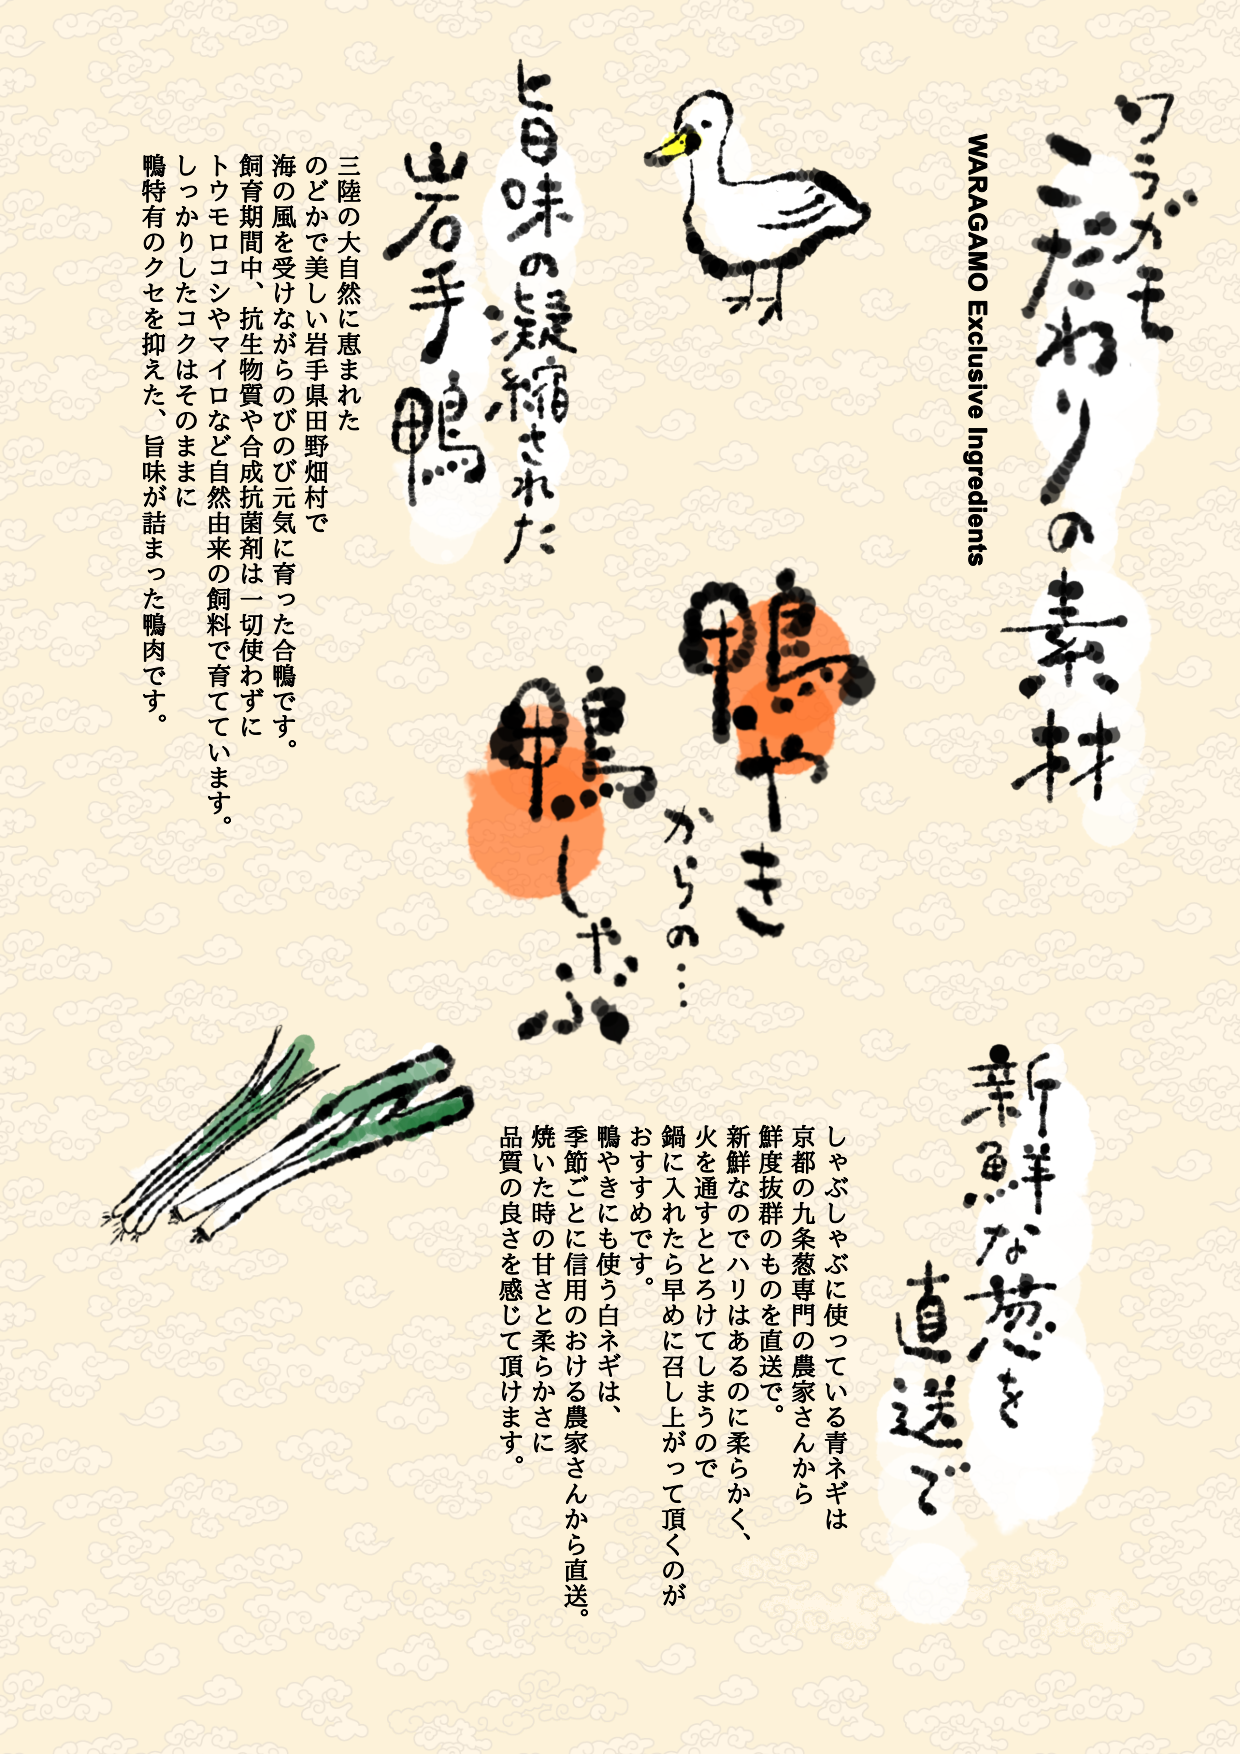 ワラガモ
こだわりの素材
WARAGAMO Exclusive Ingredients
旨味の凝縮された
岩手鴨
三陸の大自然に恵まれた
のどかで美しい岩手県田野畑村で
海の風を受けながらのびのび元気に育った合鴨です。
飼育期間中、抗生物質や合成抗菌剤は一切使わずに
トウモロコシやマイロなど自然由来の飼料で育てています。
しっかりしたコクはそのままに
鴨特有のクセを抑えた、旨味が詰まった鴨肉です。
鴨やき
からの…
鴨しゃぶ
新鮮な葱を
直送で
しゃぶしゃぶに使っている青ネギは
京都の九条葱専門の農家さんから
鮮度抜群のものを直送で。
新鮮なのでハリはあるのに柔らかく、
火を通すととろけてしまうので
鍋に入れたら早めに召し上がって頂くのが
おすすめです。
鴨やきにも使う白ネギは、
季節ごとに信用のおける農家さんから直送。
焼いた時の甘さと柔らかさに
品質の良さを感じて頂けます。